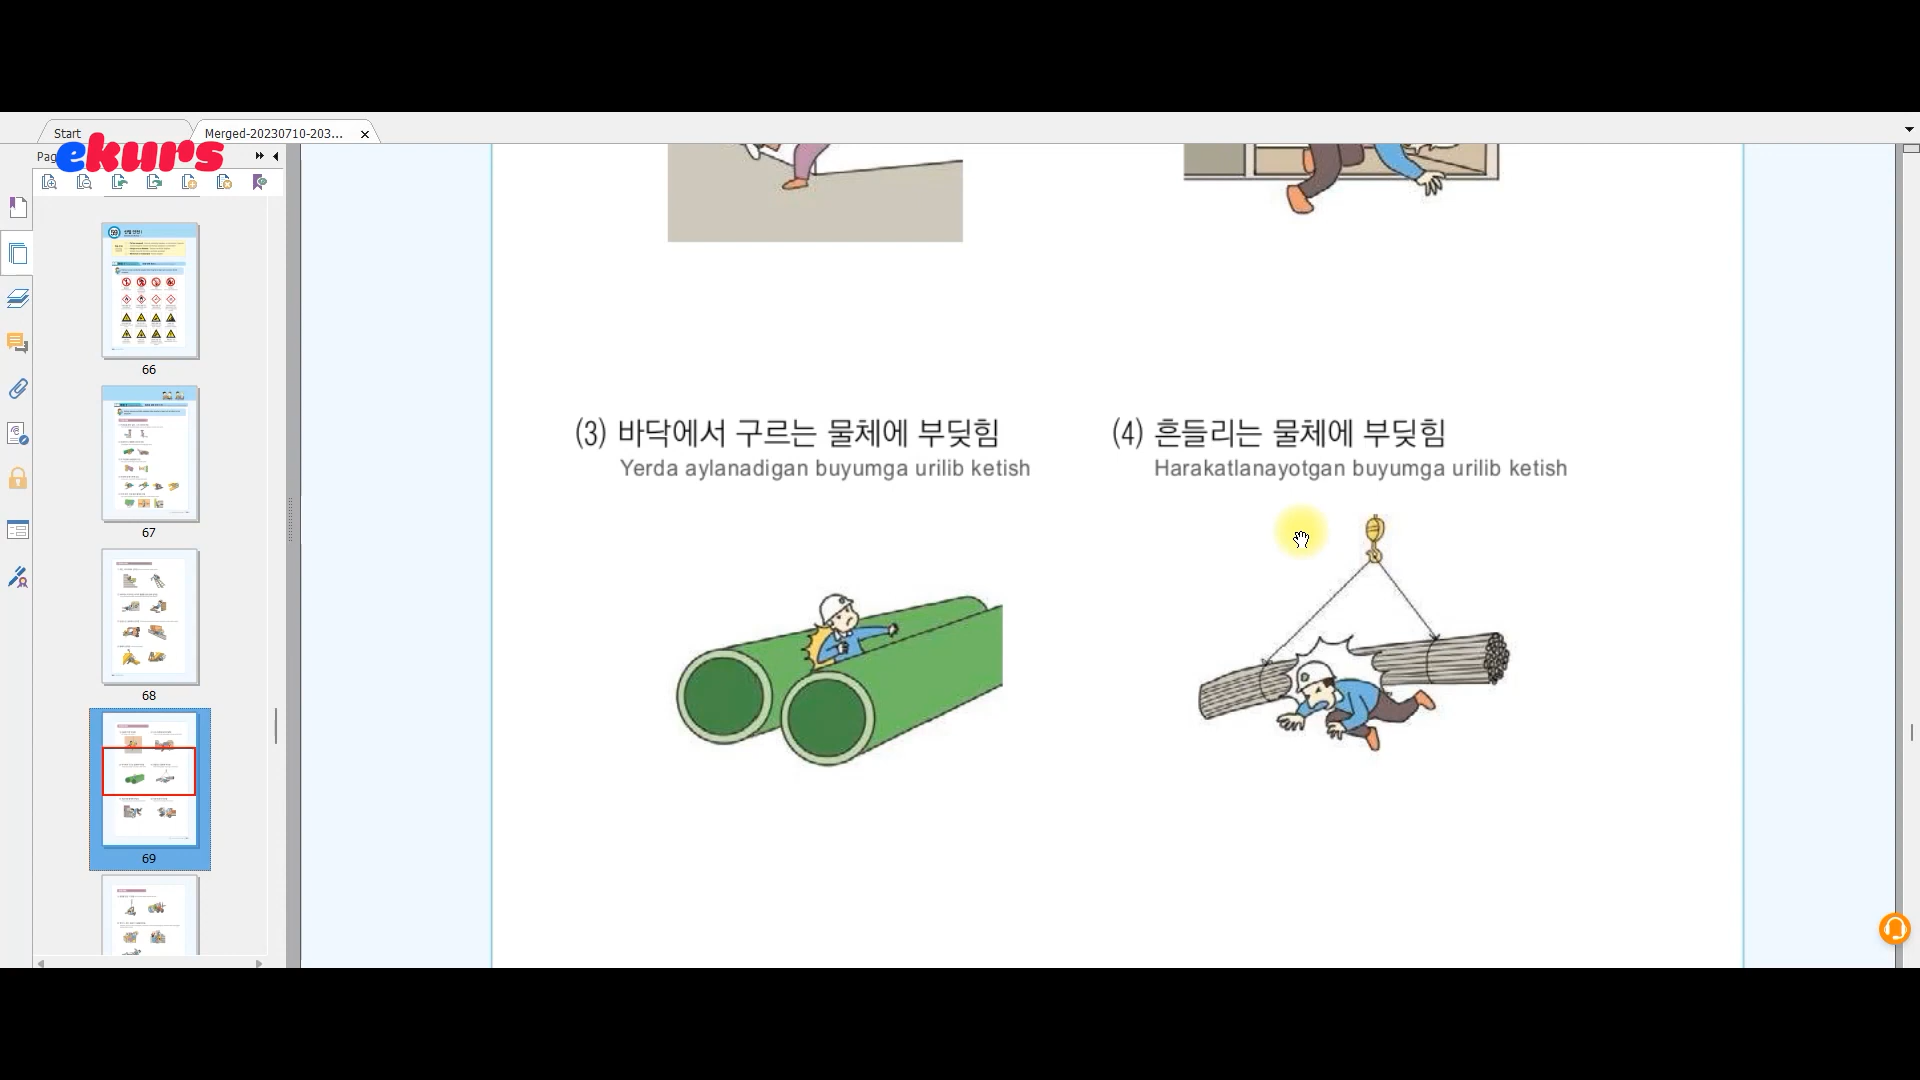 Start
Merged-20230710-203...
ekurs
66
67
68
69
(3) 바닥에서 구르는 물체에 부딪힘
Yerda aylanadigan buyumga urilib ketish
(4) 흔들리는 물체에 부딪힘
Harakatlanayotgan buyumga urilib ketish